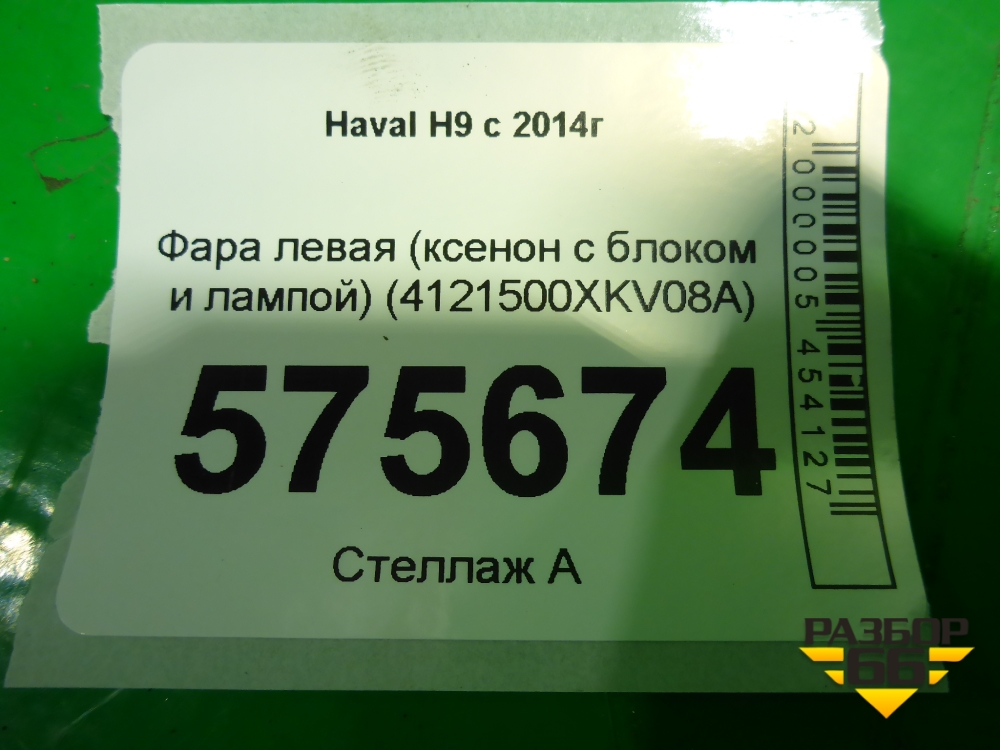 Haval H9 с 2014г
Фара левая (ксенон с блоком
и лампой) (4121500XKV08A)
575674
Стеллаж А
2000005454127
РАЗБОР
66